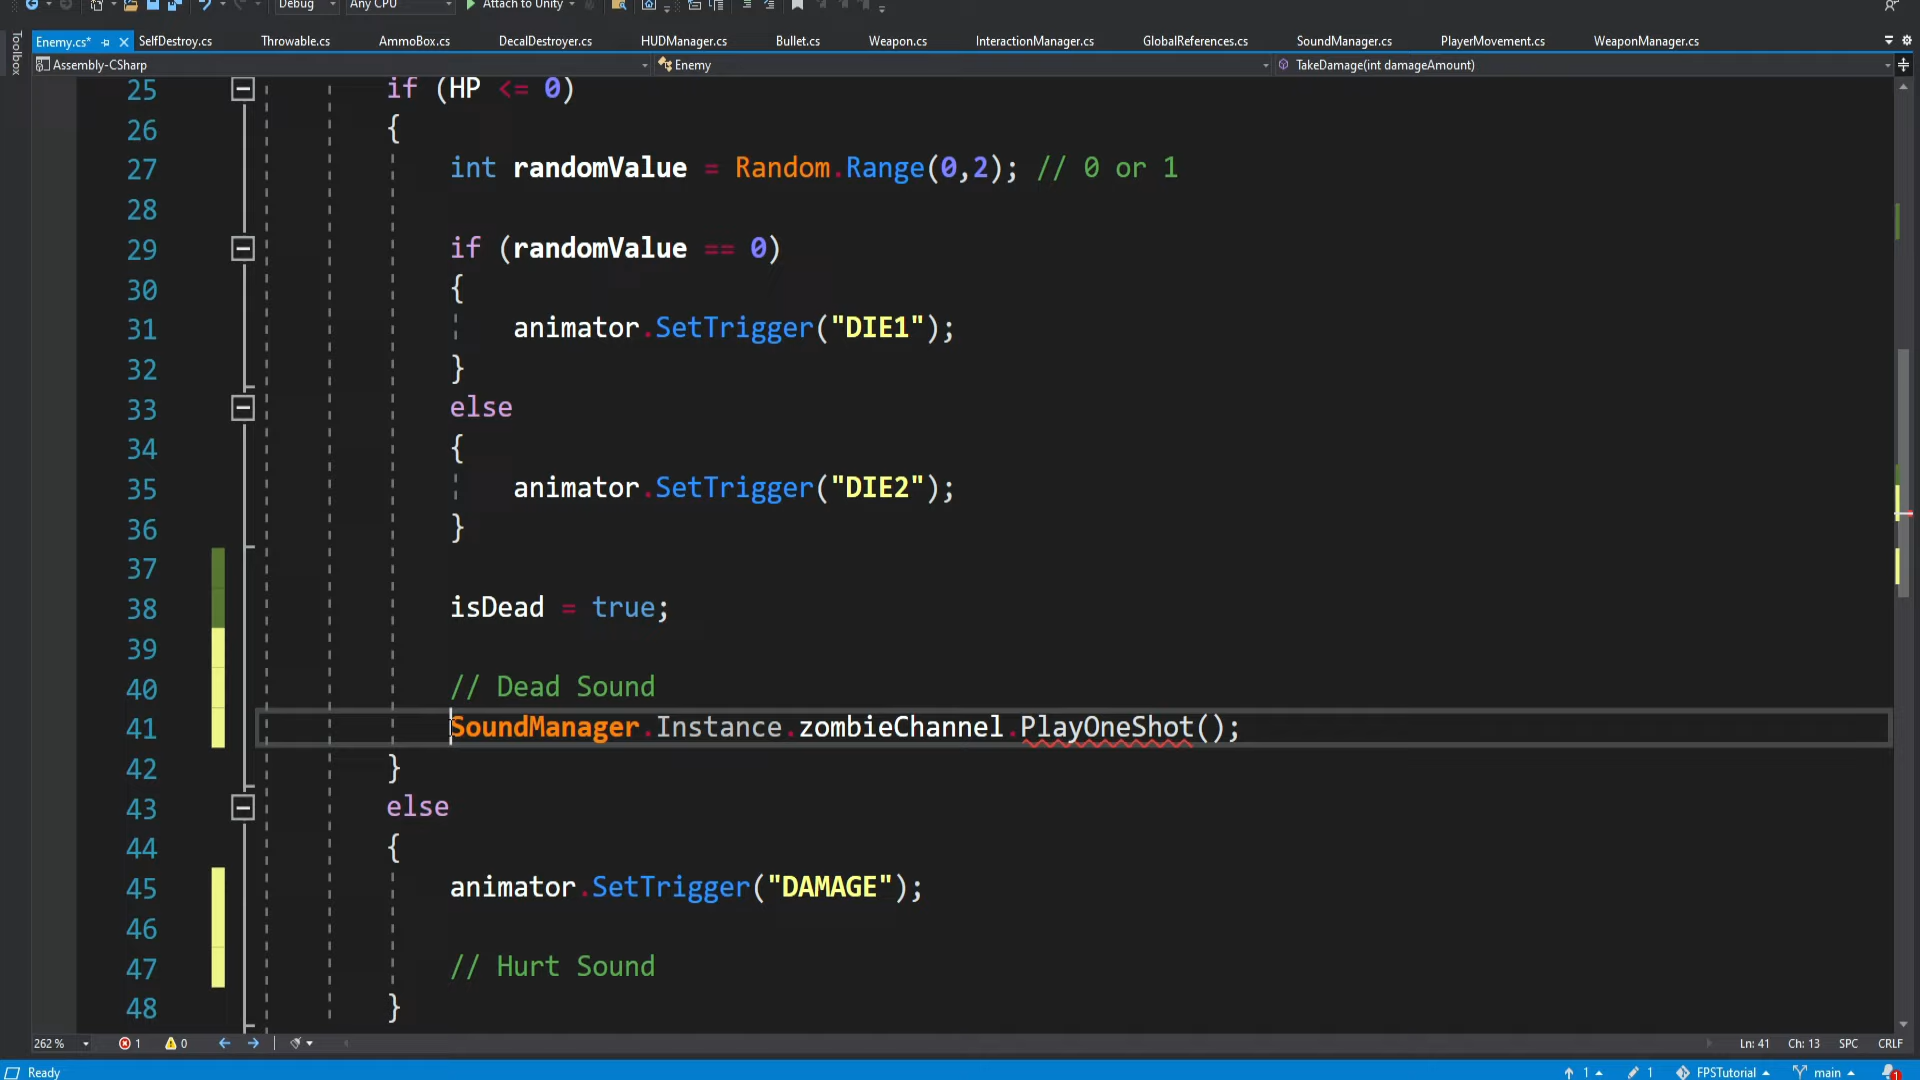 Debug Any CPU Attach to Unity
Enemy.cs* SelfDestroy.cs Throwable.cs AmmoBox.cs DecalDestroyer.cs HUDManager.cs Bullet.cs Weapon.cs InteractionManager.cs GlobalReferences.cs SoundManager.cs PlayerMovement.cs WeaponManager.cs
Toolbox
Assembly-CSharp Enemy TakeDamage(int damageAmount)
25 if (HP <= 0)
26 {
27 int randomValue = Random.Range(0,2); // 0 or 1
28
29 if (randomValue == 0)
30 {
31 animator.SetTrigger("DIE1");
32 }
33 else
34 {
35 animator.SetTrigger("DIE2");
36 }
37
38 isDead = true;
39
40 // Dead Sound
41 SoundManager.Instance.zombieChannel.PlayOneShot();
42 }
43 else
44 {
45 animator.SetTrigger("DAMAGE");
46
47 // Hurt Sound
48 }
262 % 1 0 Ln: 41 Ch: 13 SPC CRLF
Ready 1 1 FPSTutorial main 1